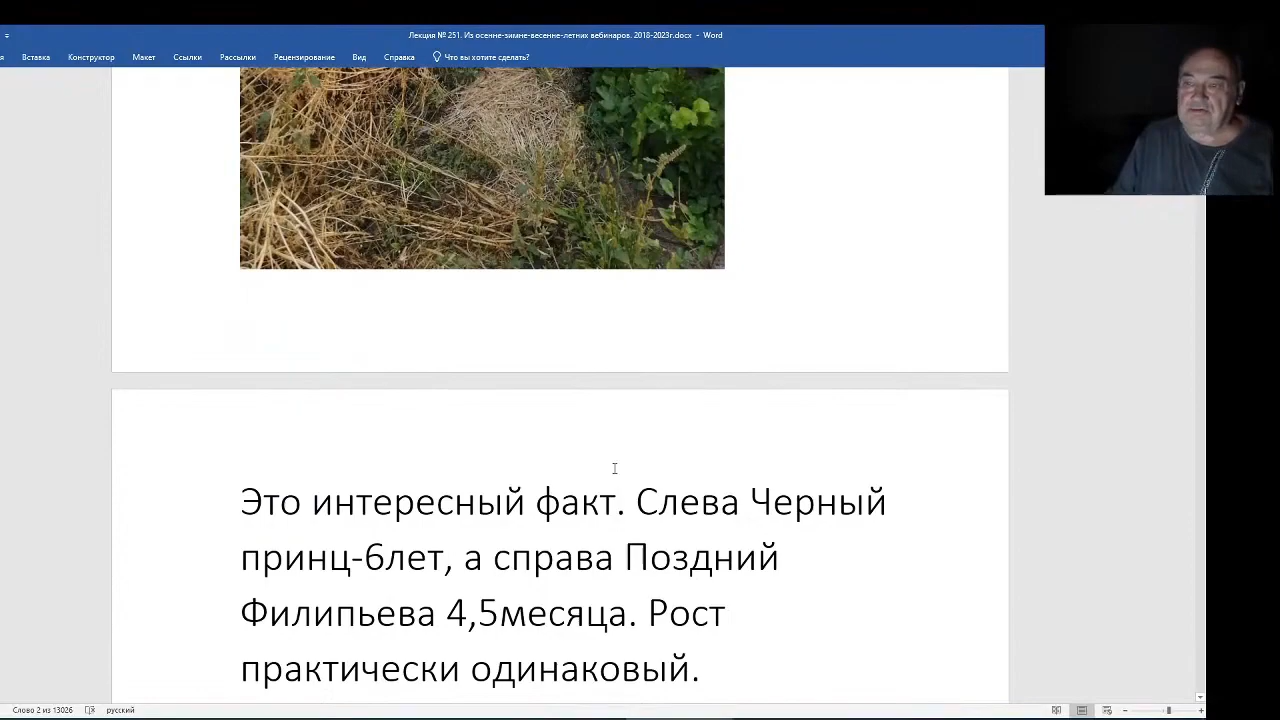 Лекция № 251. Из осенне-зимне-весенне-летних вебинаров. 2018-2023г.docx - Word
я Вставка Конструктор Макет Ссылки Рассылки Рецензирование Вид Справка Что вы хотите сделать?
Это интересный факт. Слева Черный
принц-6лет, а справа Поздний
Филипьева 4,5месяца. Рост
практически одинаковый.
Слово 2 из 13026 русский